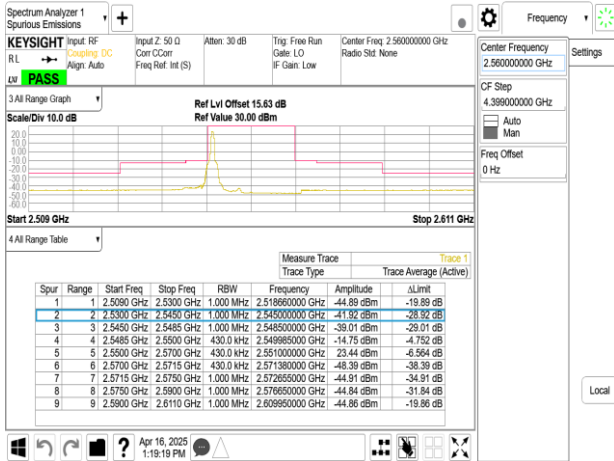 Spectrum Analyzer 1
Spurious Emissions
Frequency
KEYSIGHT
RL
PASS
Input: RF
Coupling: DC
Align: Auto
Input Z: 50 Ω
Corr CCorr
Freq Ref: Int (S)
Atten: 30 dB
Trig: Free Run
Gate: LO
IF Gain: Low
Center Freq: 2.560000000 GHz
Radio Std: None
Center Frequency
2.560000000 GHz
Settings
CF Step
4.399000000 GHz
Auto
Man
Freq Offset
0 Hz
3 All Range Graph
Scale/Div 10.0 dB
Ref Lvl Offset 15.63 dB
Ref Value 30.00 dBm
20.0
10.0
0.00
-10.0
-20.0
-30.0
-40.0
-50.0
-60.0
Start 2.509 GHz
Stop 2.611 GHz
4 All Range Table
Measure Trace Trace 1
Trace Type Trace Average (Active)
Spur Range Start Freq Stop Freq RBW Frequency Amplitude ΔLimit
1 1 2.5090 GHz 2.5300 GHz 1.000 MHz 2.518660000 GHz -44.89 dBm -19.89 dB
2 2 2.5300 GHz 2.5450 GHz 1.000 MHz 2.545000000 GHz -41.92 dBm -28.92 dB
3 3 2.5450 GHz 2.5485 GHz 1.000 MHz 2.548500000 GHz -39.01 dBm -29.01 dB
4 4 2.5485 GHz 2.5500 GHz 430.0 kHz 2.549985000 GHz -14.75 dBm -4.752 dB
5 5 2.5500 GHz 2.5700 GHz 430.0 kHz 2.551000000 GHz 23.44 dBm -6.564 dB
6 6 2.5700 GHz 2.5715 GHz 430.0 kHz 2.571380000 GHz -48.39 dBm -38.39 dB
7 7 2.5715 GHz 2.5750 GHz 1.000 MHz 2.572655000 GHz -44.91 dBm -34.91 dB
8 8 2.5750 GHz 2.5900 GHz 1.000 MHz 2.576650000 GHz -44.84 dBm -31.84 dB
9 9 2.5900 GHz 2.6110 GHz 1.000 MHz 2.609950000 GHz -44.86 dBm -19.86 dB
Local
Apr 16, 2025
1:19:19 PM